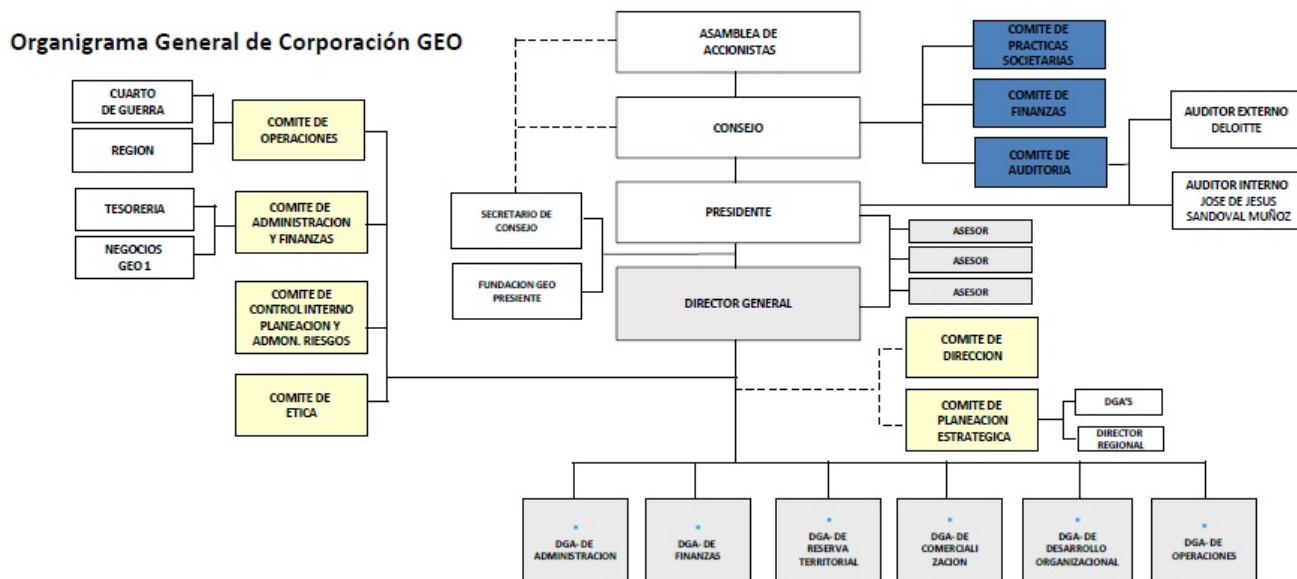 Organigrama General de Corporación GEO
ASAMBLEA DE
ACCIONISTAS
CONSEJO
PRESIDENTE
DIRECTOR GENERAL
COMITE DE
PRACTICAS
SOCIETARIAS
COMITE DE
FINANZAS
COMITE DE
AUDITORIA
AUDITOR EXTERNO
DELOITTE
AUDITOR INTERNO
JOSE DE JESUS
SANDOVAL MUÑOZ
CUARTO
DE GUERRA
REGION
COMITE DE
OPERACIONES
TESORERIA
NEGOCIOS
GEO 1
COMITE DE
ADMINISTRACION
Y FINANZAS
COMITE DE
CONTROL INTERNO
PLANEACION Y
ADMON. RIESGOS
COMITE DE
ETICA
SECRETARIO DE
CONSEJO
FUNDACION GEO
PRESIENTE
ASESOR
ASESOR
ASESOR
COMITE DE
DIRECCION
COMITE DE
PLANEACION
ESTRATEGICA
DGA'S
DIRECTOR
REGIONAL
*
DGA- DE
ADMINISTRACION
*
DGA- DE
FINANZAS
*
DGA- DE
RESERVA
TERRITORIAL
*
DGA- DE
COMERCIALI
ZACION
*
DGA- DE
DESARROLLO
ORGANIZACIONAL
*
DGA- DE
OPERACIONES